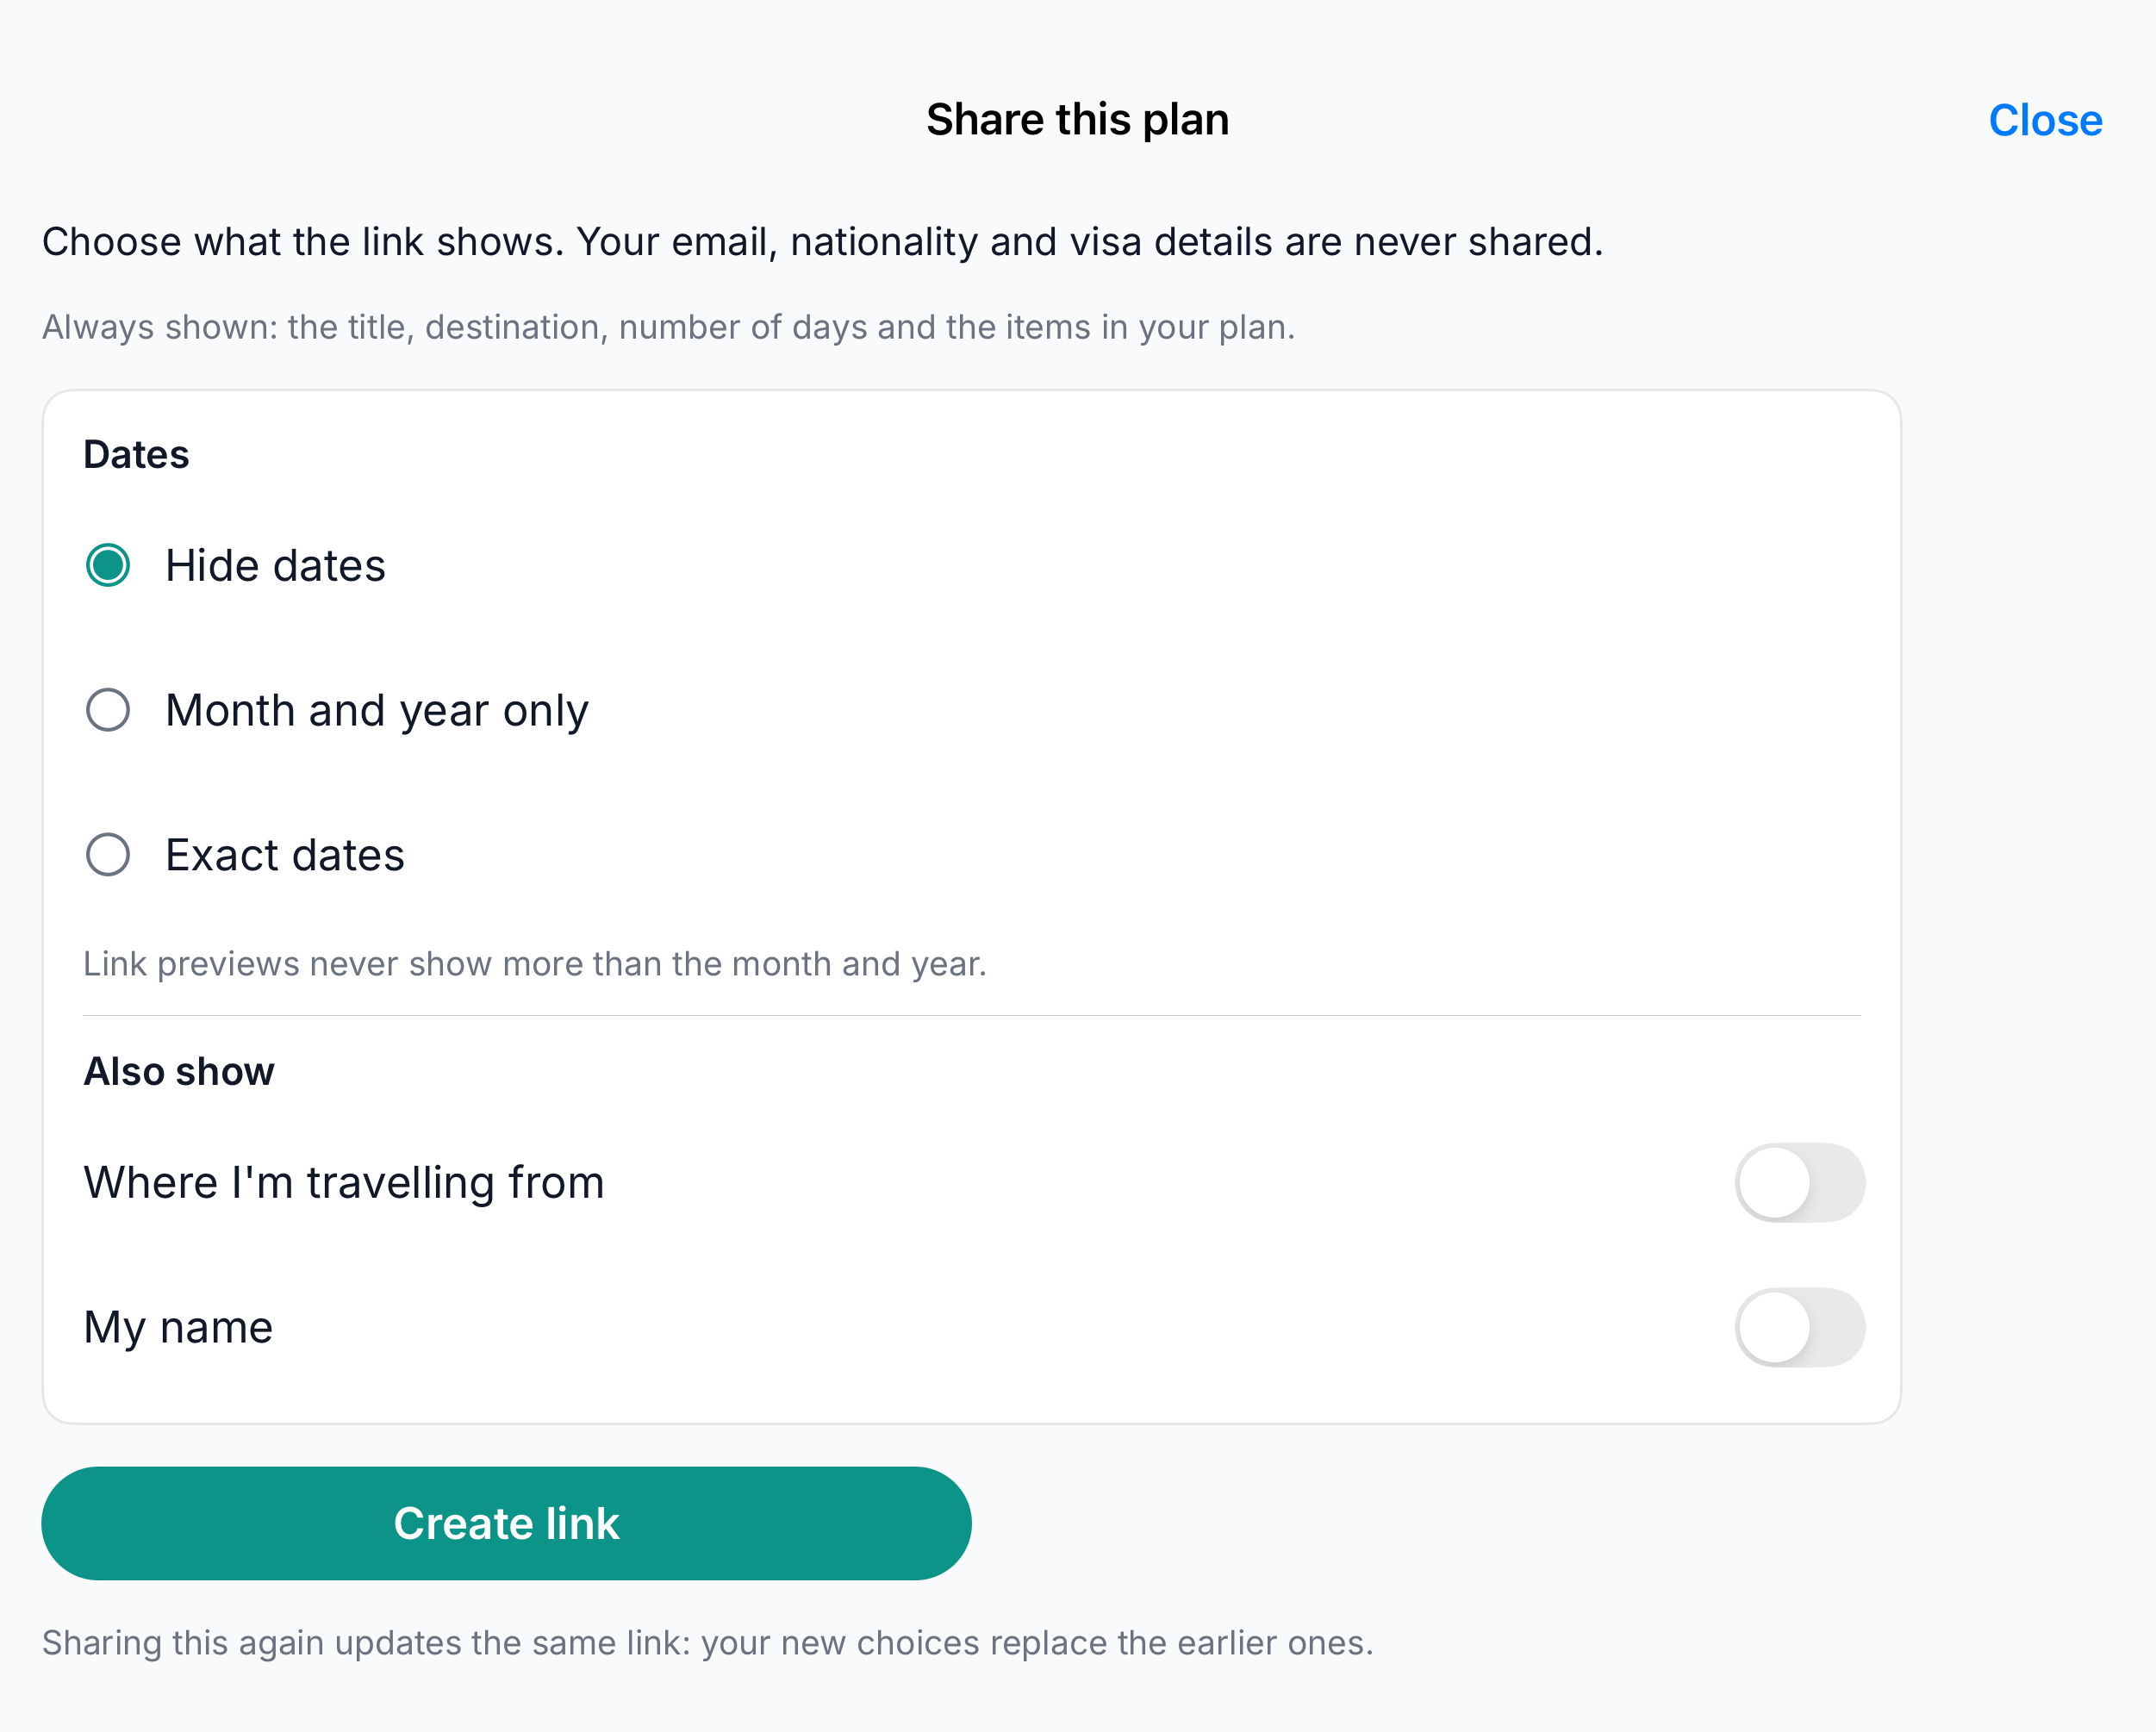 Share this plan
Close
Choose what the link shows. Your email, nationality and visa details are never shared.
Always shown: the title, destination, number of days and the items in your plan.
Dates
Hide dates
Month and year only
Exact dates
Link previews never show more than the month and year.
Also show
Where I'm travelling from
My name
Create link
Sharing this again updates the same link: your new choices replace the earlier ones.